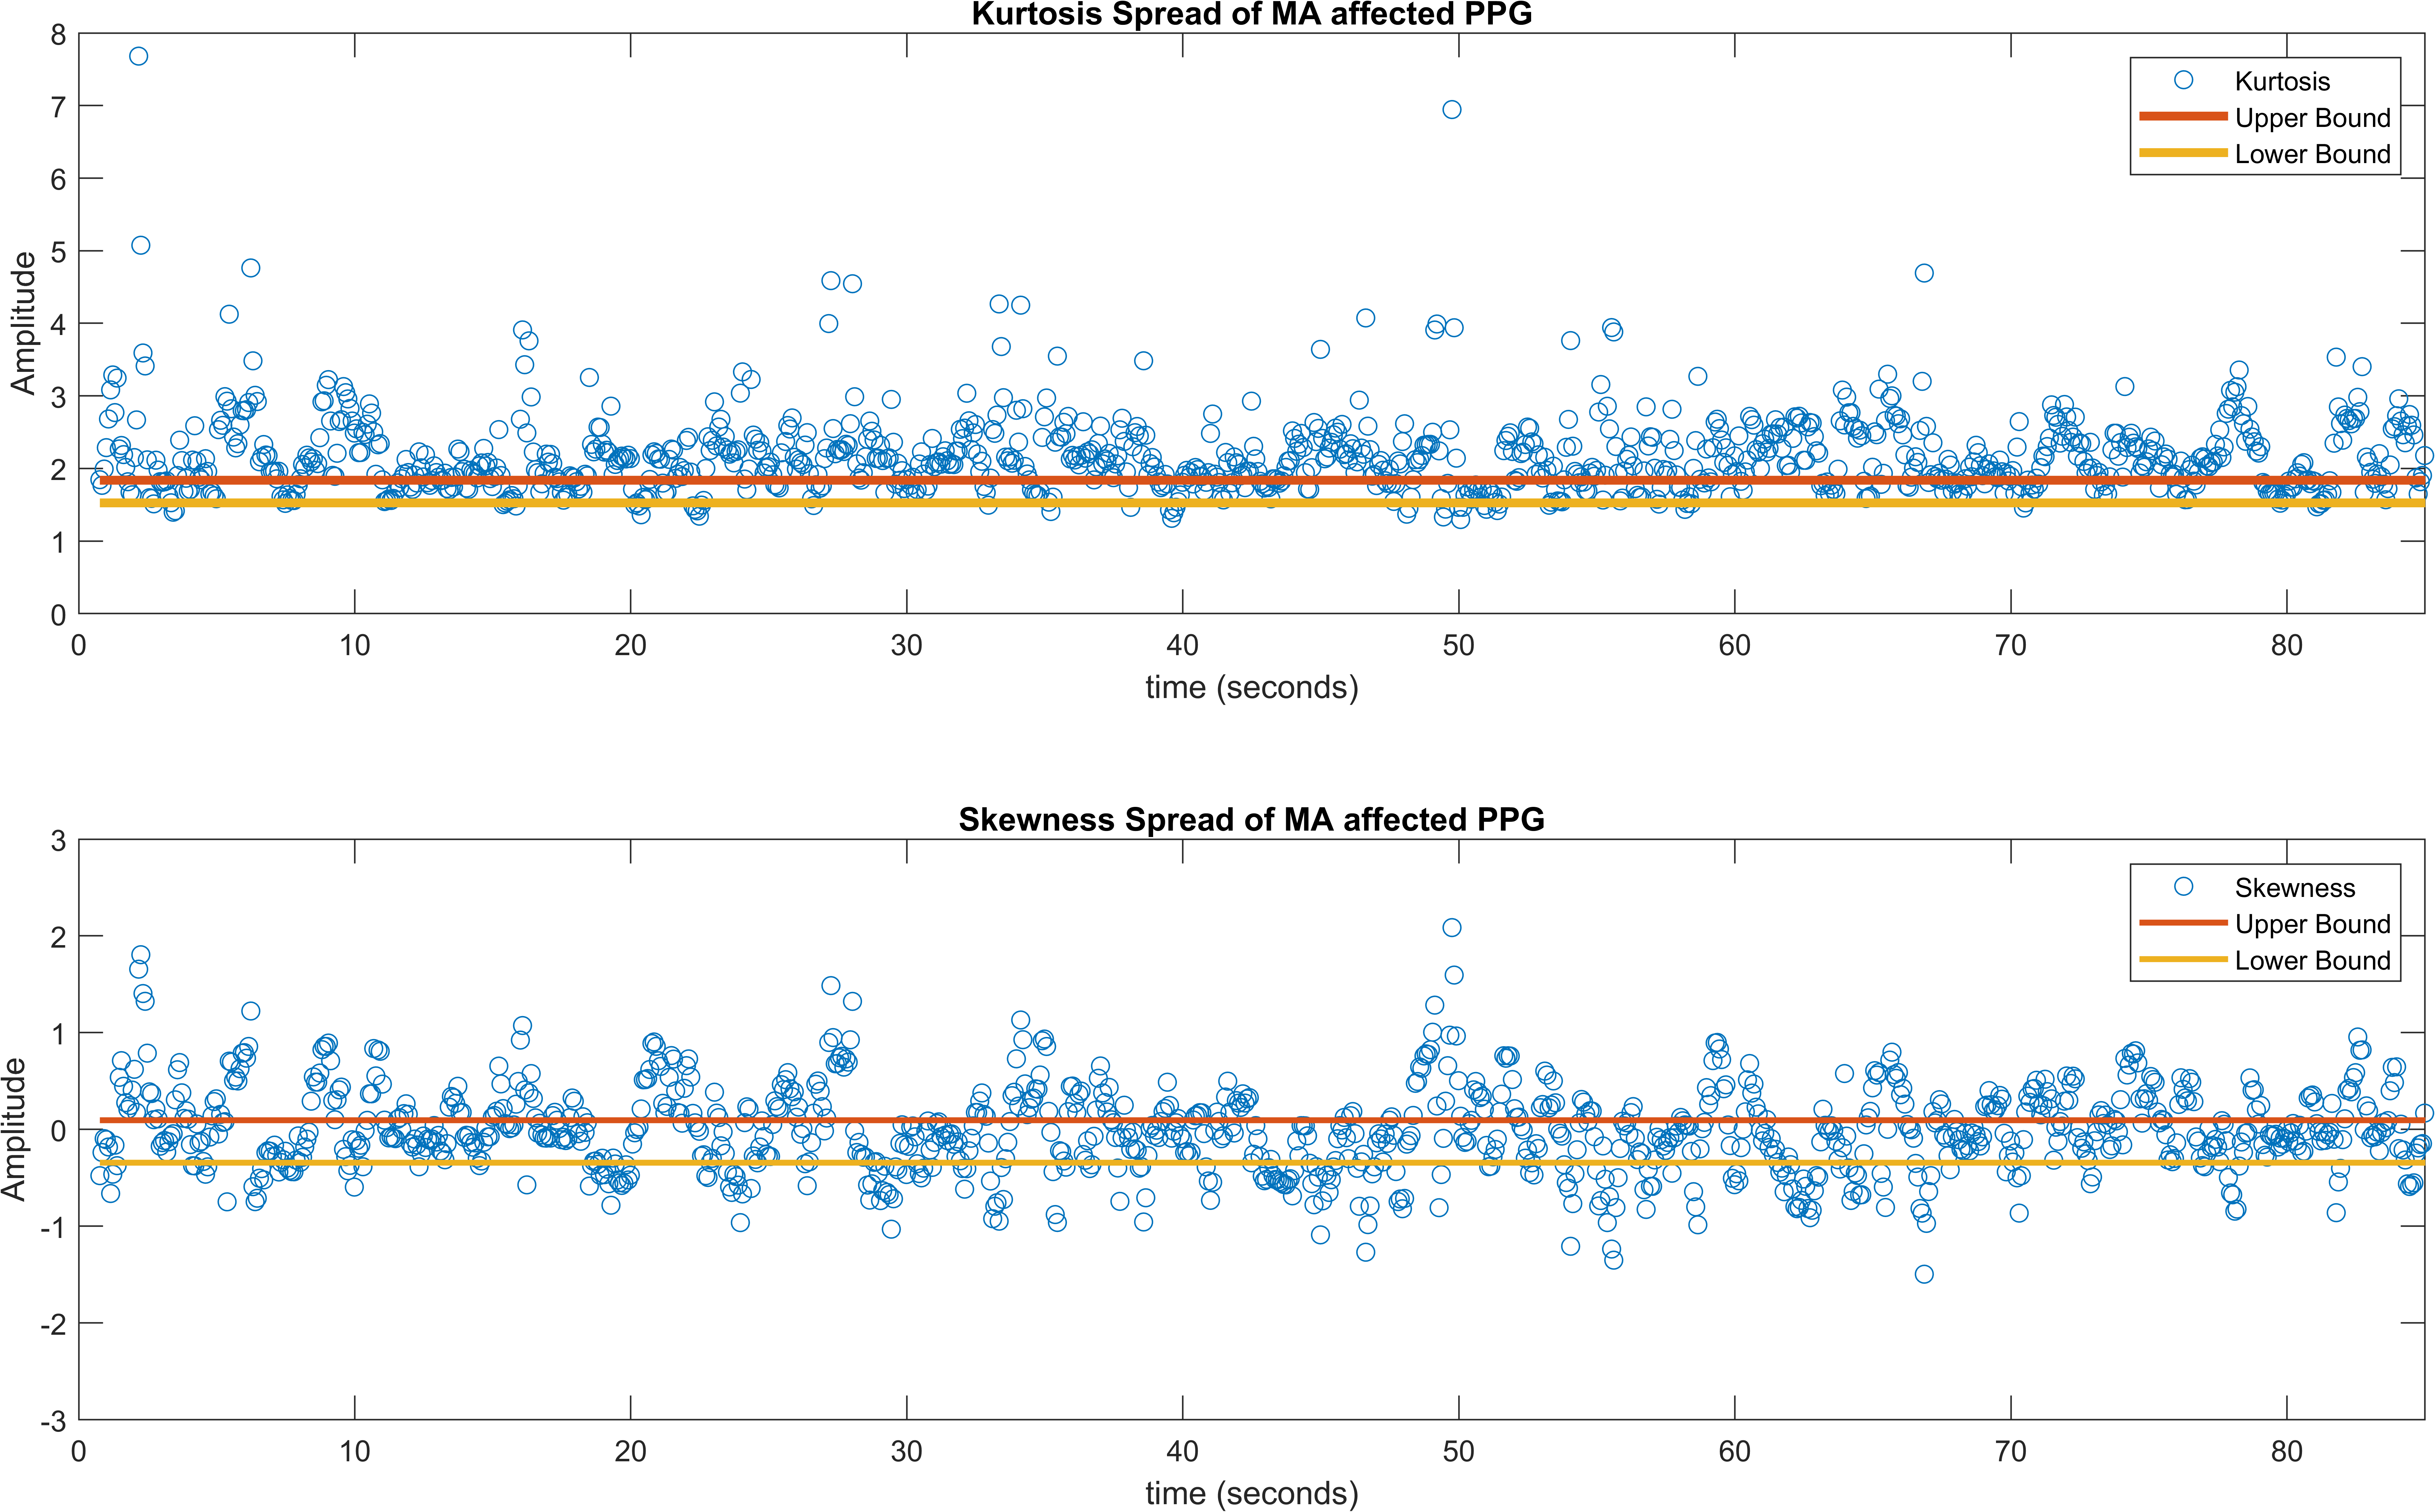 Kurtosis Spread of MA affected PPG
8
7
6
5
4
3
2
1
0
Amplitude
Kurtosis
Upper Bound
Lower Bound
0 10 20 30 40 50 60 70 80
time (seconds)
Skewness Spread of MA affected PPG
3
2
1
0
-1
-2
-3
Amplitude
Skewness
Upper Bound
Lower Bound
0 10 20 30 40 50 60 70 80
time (seconds)